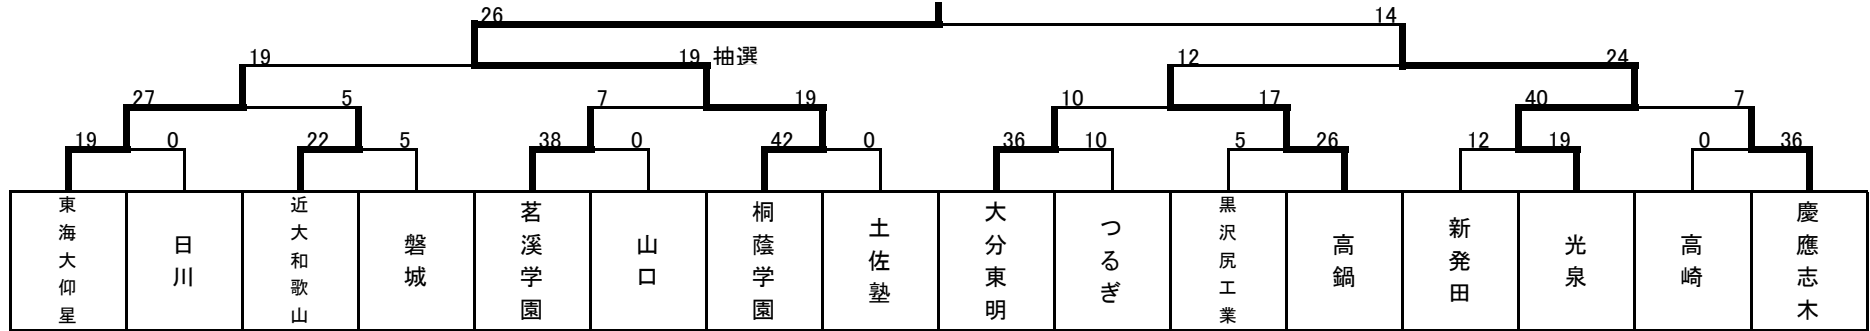 26 14
19 19 抽選 12 24
27 5 7 19 10 17 40 7
19 0 22 5 38 0 42 0 36 10 5 26 12 19 0 36
東海大仰星
日川
近大和歌山
磐城
茗溪学園
山口
桐蔭学園
土佐塾
大分東明
つるぎ
黒沢尻工業
高鍋
新発田
光泉
高崎
慶應志木